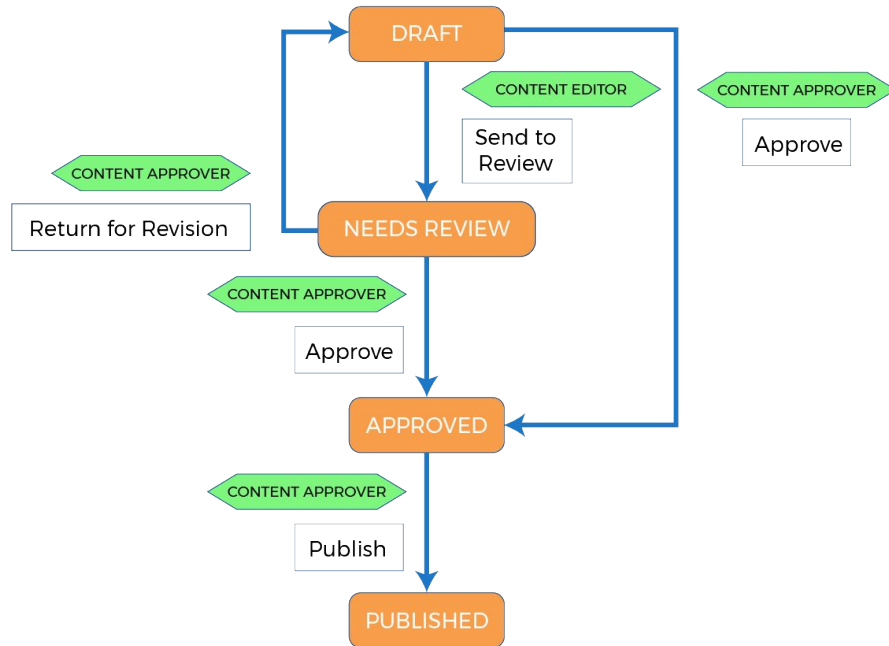 DRAFT
CONTENT EDITOR
CONTENT APPROVER
Send to
Review
Approve
CONTENT APPROVER
Return for Revision
NEEDS REVIEW
CONTENT APPROVER
Approve
APPROVED
CONTENT APPROVER
Publish
PUBLISHED